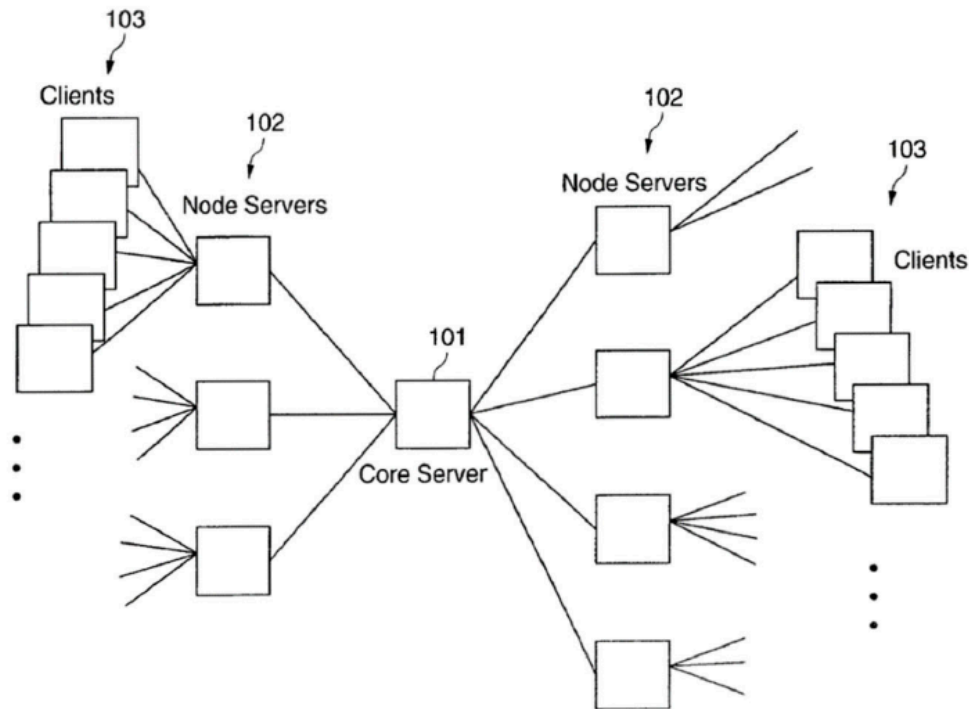 103
Clients
102
Node Servers
102
Node Servers
103
Clients
101
Core Server